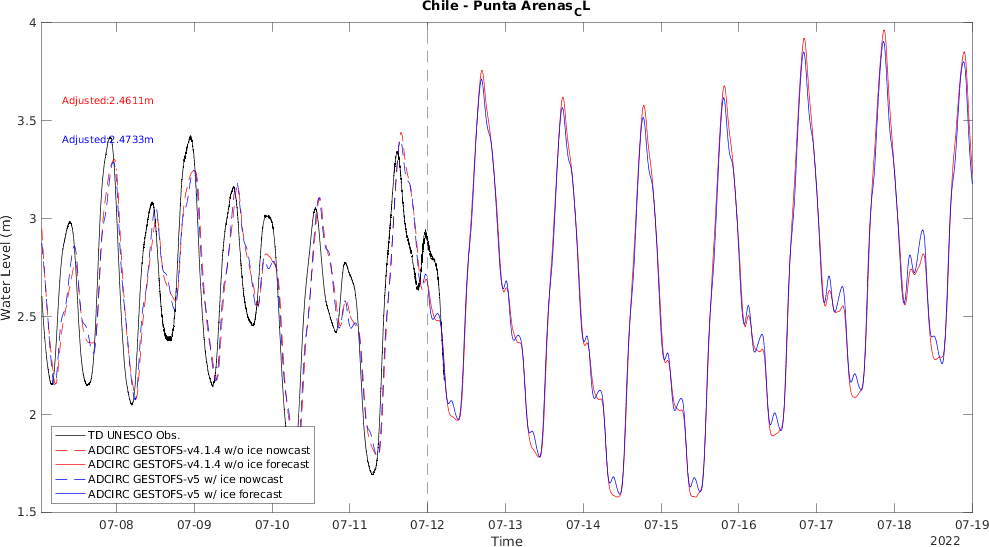 Chile - Punta Arenas_CL
4
3.5
3
2.5
2
1.5
Water Level (m)
Adjusted:2.4611m
Adjusted:2.4733m
TD UNESCO Obs.
ADCIRC GESTOFS-v4.1.4 w/o ice nowcast
ADCIRC GESTOFS-v4.1.4 w/o ice forecast
ADCIRC GESTOFS-v5 w/ ice nowcast
ADCIRC GESTOFS-v5 w/ ice forecast
07-08 07-09 07-10 07-11 07-12 07-13 07-14 07-15 07-16 07-17 07-18 07-19
Time
2022